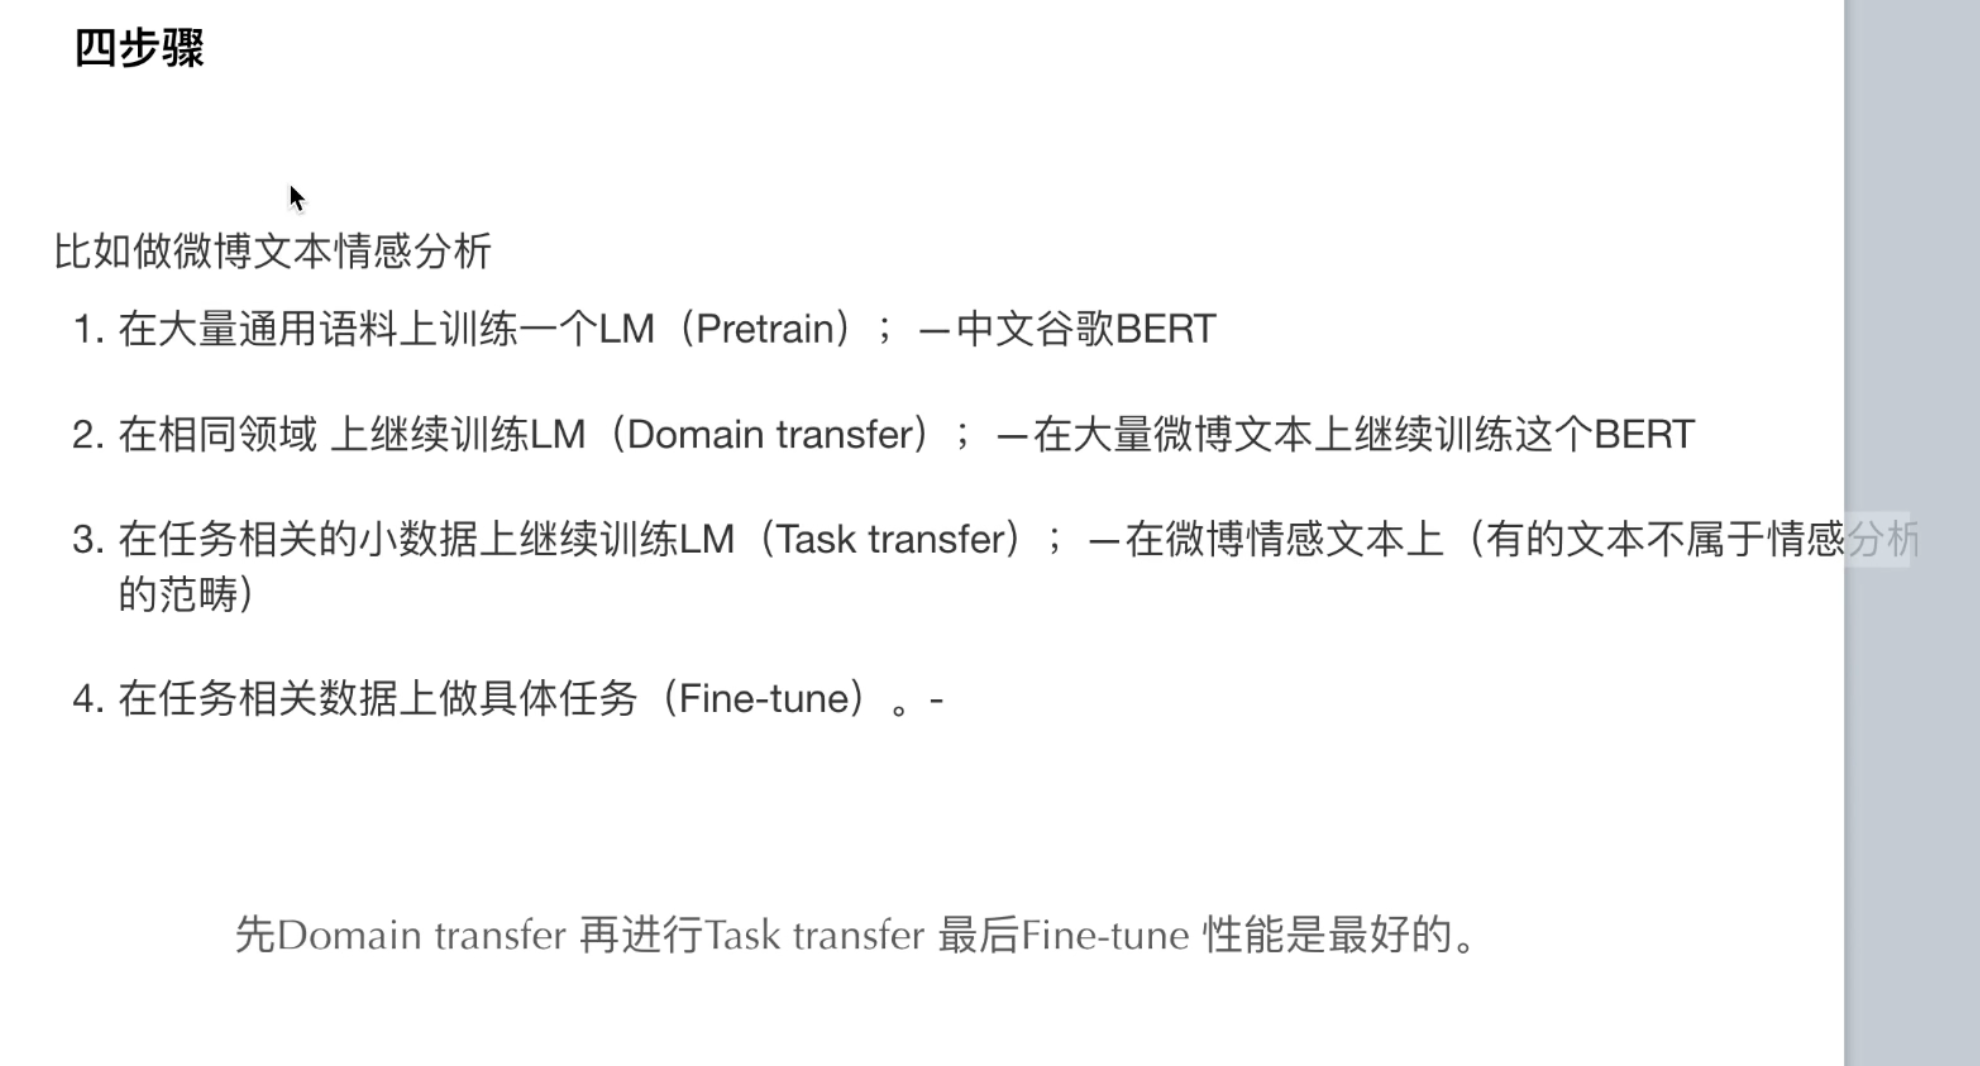 四步骤
比如做微博文本情感分析
1. 在大量通用语料上训练一个LM（Pretrain）；—中文谷歌BERT
2. 在相同领域 上继续训练LM（Domain transfer）；—在大量微博文本上继续训练这个BERT
3. 在任务相关的小数据上继续训练LM（Task transfer）；—在微博情感文本上（有的文本不属于情感分析
的范畴）
4. 在任务相关数据上做具体任务（Fine-tune）。-
先Domain transfer 再进行Task transfer 最后Fine-tune 性能是最好的。